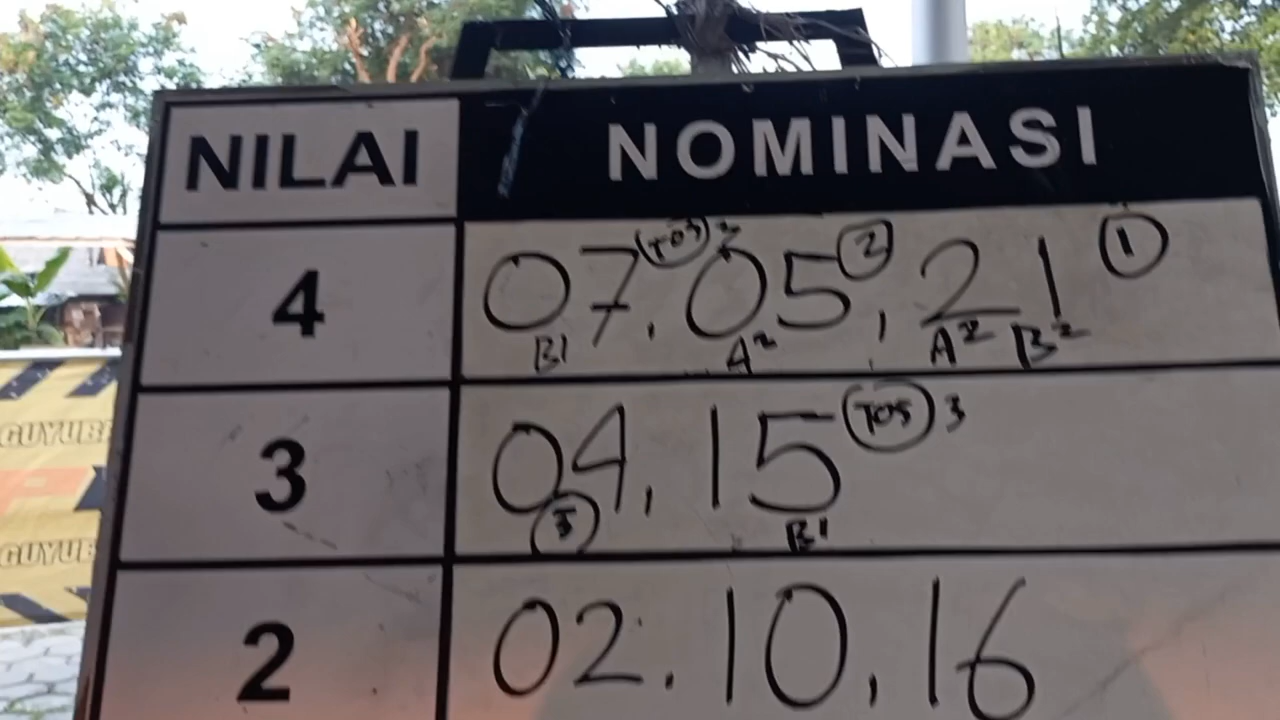 NILAI NOMINASI
4 07 (TOS) 3, 05 (2), 21 (1)
B1 A2 A2 B2
3 04, 15 (TOS) 3
B1
2 02. 10, 16
GUYUB
GUYUB